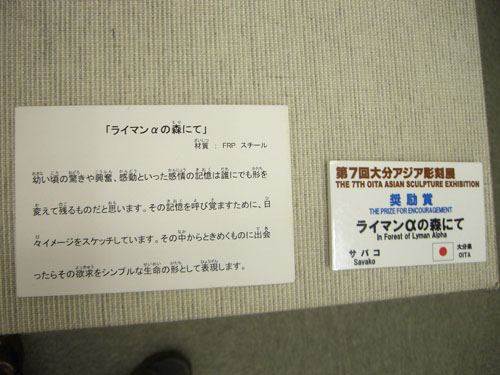 「ライマンαの森にて」
材質 : FRP スチール
幼い頃の驚きや興奮、感動といった感情の記憶は誰にでも形を
変えて残るものだと思います。その記憶を呼び覚ますために、日
々イメージをスケッチしています。その中からときめくものに出会
ったらその欲求をシンプルな生命の形として表現します。
第7回大分アジア彫刻展
THE 7TH OITA ASIAN SCULPTURE EXHIBITION
奨励賞
THE PRIZE FOR ENCOURAGEMENT
ライマンαの森にて
In Forest of Lyman Alpha
サバコ
Savako
大分県
OITA